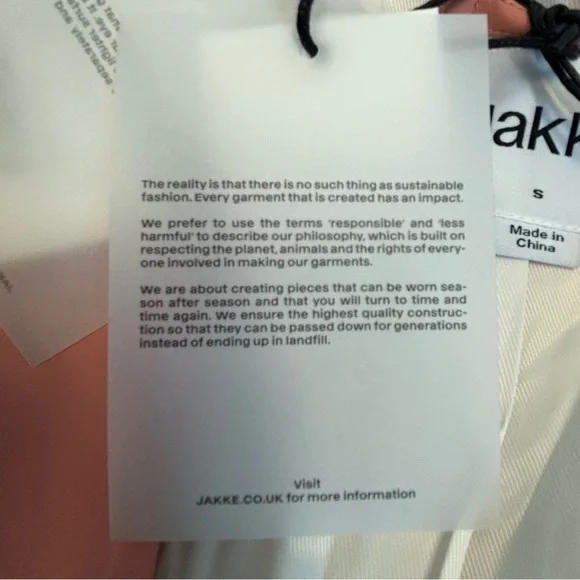 The reality is that there is no such thing as sustainable
fashion. Every garment that is created has an impact.
We prefer to use the terms 'responsible' and 'less
harmful' to describe our philosophy, which is built on
respecting the planet, animals and the rights of every-
one involved in making our garments.
We are about creating pieces that can be worn sea-
son after season and that you will turn to time and
time again. We ensure the highest quality construc-
tion so that they can be passed down for generations
instead of ending up in landfill.
Visit
JAKKE.CO.UK for more information
S
Made in
China